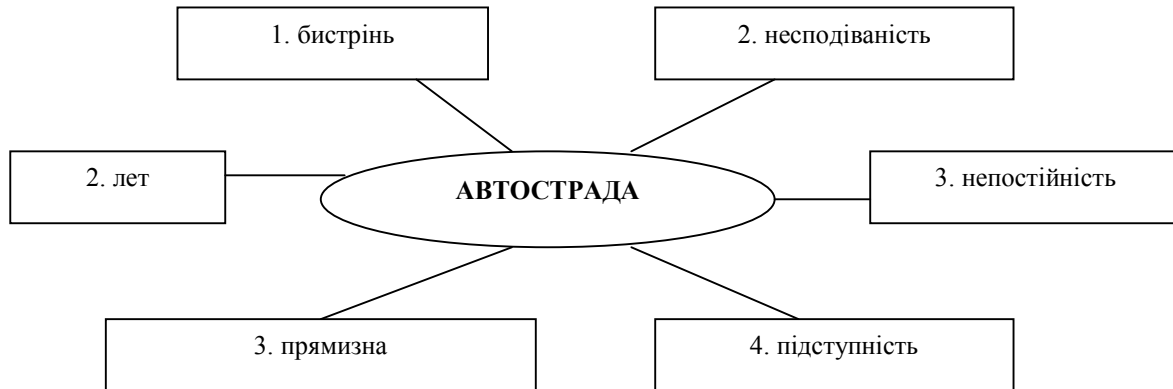 1. бистрінь
2. несподіваність
2. лет
АВТОСТРАДА
3. непостійність
3. прямизна
4. підступність